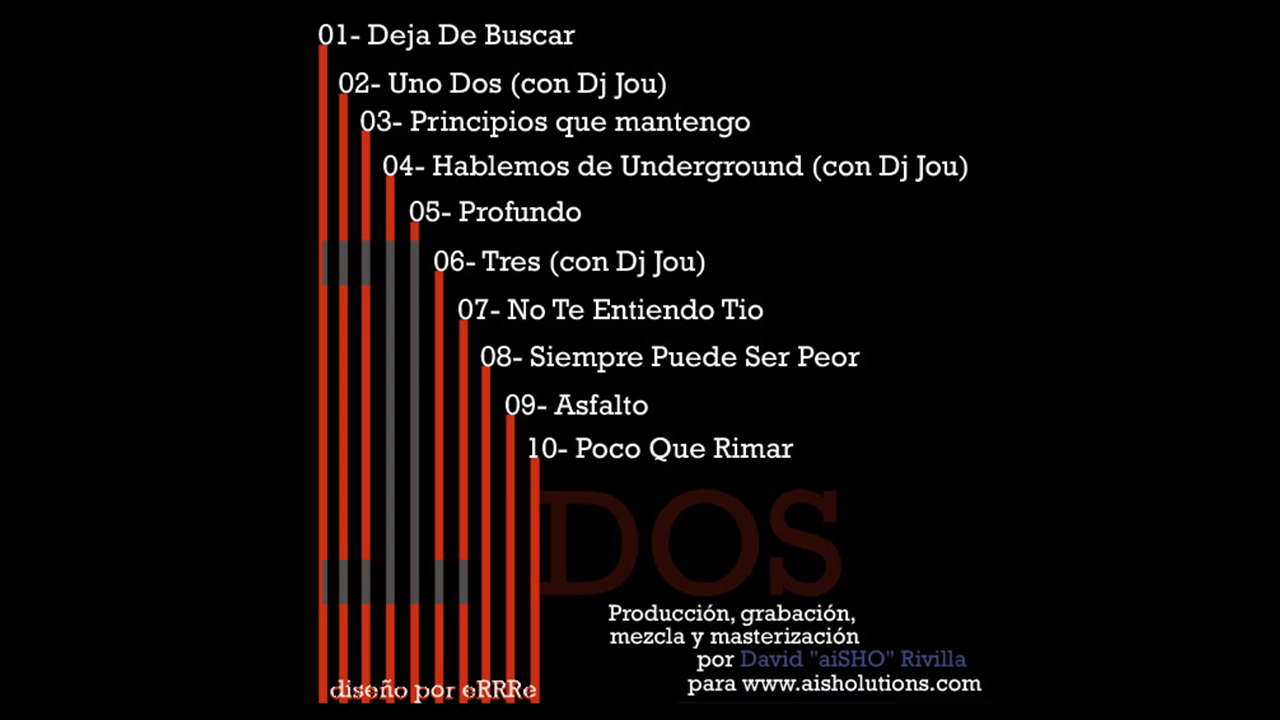 01- Deja De Buscar
02- Uno Dos (con Dj Jou)
03- Principios que mantengo
04- Hablemos de Underground (con Dj Jou)
05- Profundo
06- Tres (con Dj Jou)
07- No Te Entiendo Tio
08- Siempre Puede Ser Peor
09- Asfalto
10- Poco Que Rimar
DOS
Producción, grabación,
mezcla y masterización
por David "aiSHO" Rivilla
para www.aisholutions.com
diseño por eRRRe